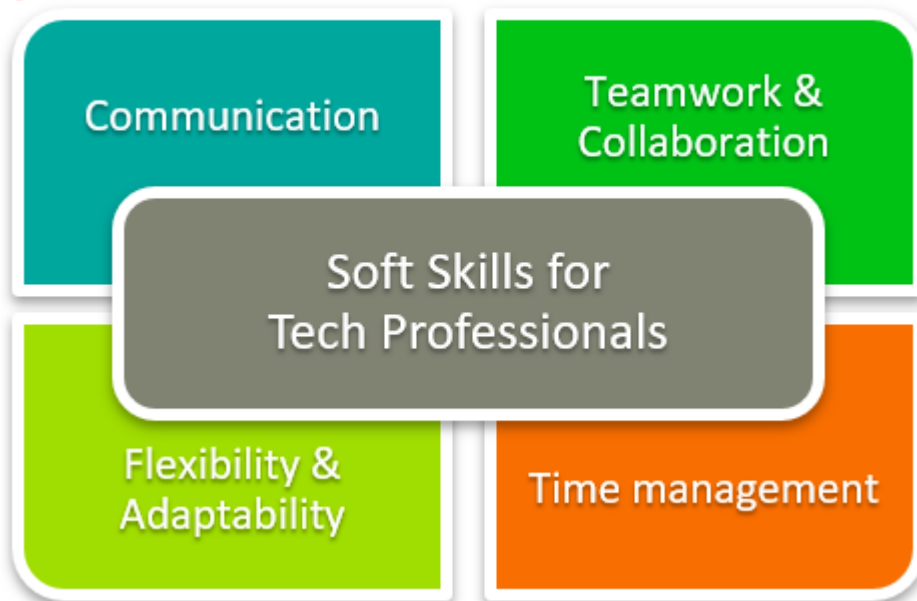 Communication
Teamwork &
Collaboration
Soft Skills for
Tech Professionals
Flexibility &
Adaptability
Time management